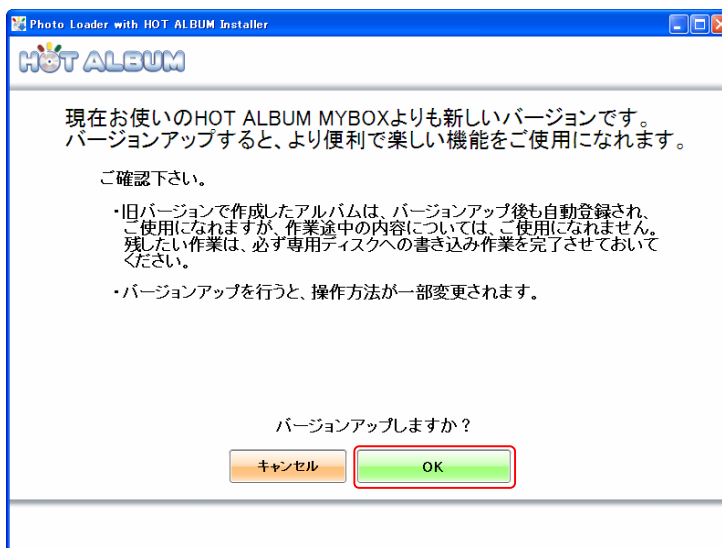 Photo Loader with HOT ALBUM Installer
HOT ALBUM
現在お使いのHOT ALBUM MYBOXよりも新しいバージョンです。
バージョンアップすると、より便利で楽しい機能をご使用になれます。
ご確認下さい。
・旧バージョンで作成したアルバムは、バージョンアップ後も自動登録され、
ご使用になれますが、作業途中の内容については、ご使用になれません。
残したい作業は、必ず専用ディスクへの書き込み作業を完了させておいて
ください。
・バージョンアップを行うと、操作方法が一部変更されます。
バージョンアップしますか？
キャンセル
OK